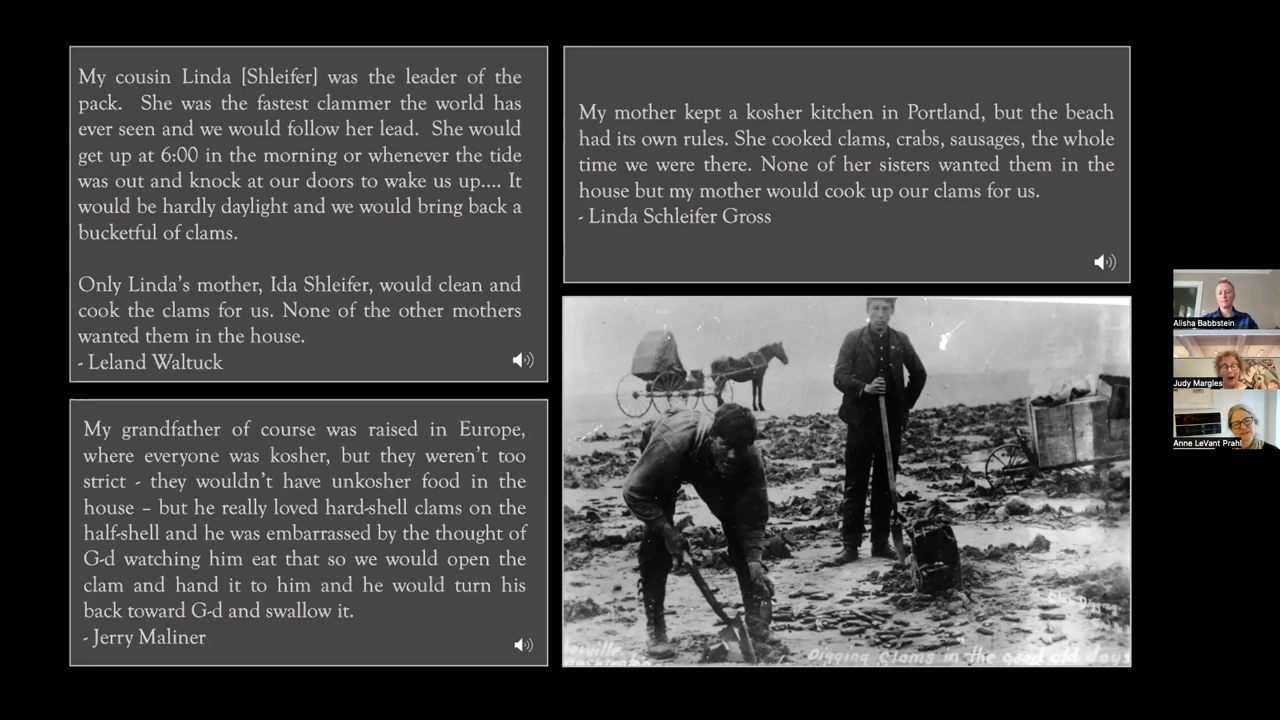 My cousin Linda [Shleifer] was the leader of the
pack.  She was the fastest clammer the world has
ever seen and we would follow her lead.  She would
get up at 6:00 in the morning or whenever the tide
was out and knock at our doors to wake us up.... It
would be hardly daylight and we would bring back a
bucketful of clams.
Only Linda's mother, Ida Shleifer, would clean and
cook the clams for us. None of the other mothers
wanted them in the house.
- Leland Waltuck
My grandfather of course was raised in Europe,
where everyone was kosher, but they weren't too
strict - they wouldn't have unkosher food in the
house – but he really loved hard-shell clams on the
half-shell and he was embarrassed by the thought of
G-d watching him eat that so we would open the
clam and hand it to him and he would turn his
back toward G-d and swallow it.
- Jerry Maliner
My mother kept a kosher kitchen in Portland, but the beach
had its own rules. She cooked clams, crabs, sausages, the whole
time we were there. None of her sisters wanted them in the
house but my mother would cook up our clams for us.
- Linda Schleifer Gross
Clam Digging
Digging clams in the good old days
Alisha Babbstein
Judy Margles
Anne LeVant Prahl